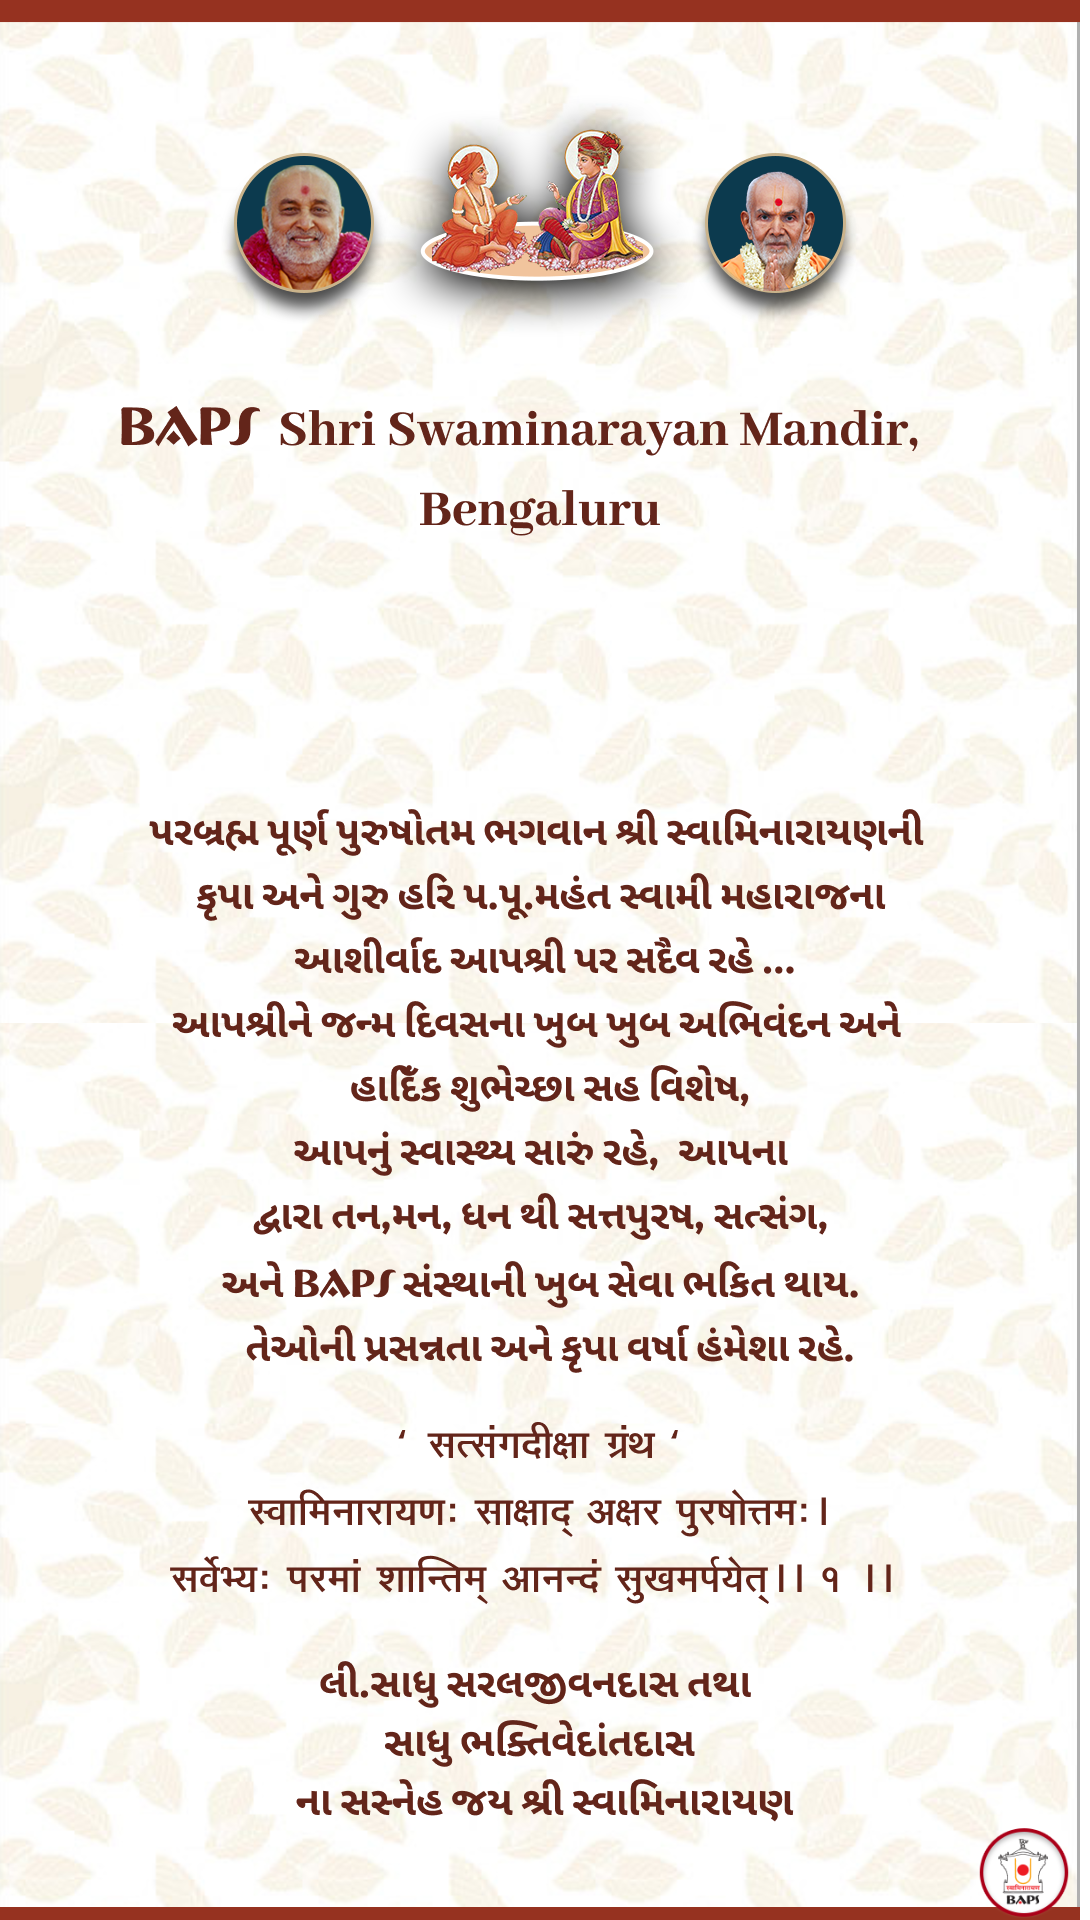 BAPS Shri Swaminarayan Mandir,
Bengaluru
પરબ્રહ્મ પૂર્ણ પુરુષોતમ ભગવાન શ્રી સ્વામિનારાયણની
કૃપા અને ગુરુ હરિ પ.પૂ.મહંત સ્વામી મહારાજના
આશીર્વાદ આપશ્રી પર સદૈવ રહે ...
આપશ્રીને જન્મ દિવસના ખુબ ખુબ અભિવંદન અને
હાર્દિક શુભેચ્છા સહ વિશેષ,
આપનું સ્વાસ્થ્ય સારું રહે, આપના
દ્વારા તન,મન, ધન થી સત્તપુરષ, સત્સંગ,
અને BAPS સંસ્થાની ખુબ સેવા ભકિત થાય.
તેઓની પ્રસન્નતા અને કૃપા વર્ષા હંમેશા રહે.
‘ सत्संगदीक्षा ग्रंथ ‘
स्वामिनारायणः साक्षाद् अक्षर पुरषोत्तमः।
सर्वेभ्यः परमां शान्तिम् आनन्दं सुखमर्पयेत्।। १ ।।
લી.સાધુ સરલજીવનદાસ તથા
સાધુ ભક્તિવેદાંતદાસ
ના સસ્નેહ જય શ્રી સ્વામિનારાયણ
स्वामिनारायण
BAPS